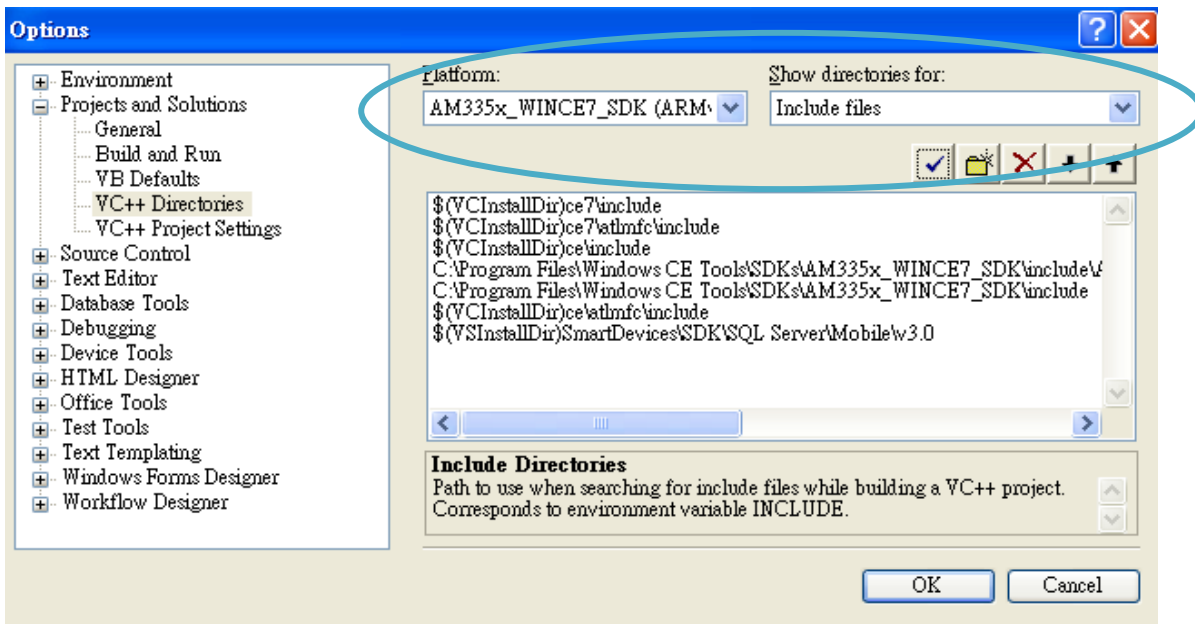 Options
Environment
Projects and Solutions
General
Build and Run
VB Defaults
VC++ Directories
VC++ Project Settings
Source Control
Text Editor
Database Tools
Debugging
Device Tools
HTML Designer
Office Tools
Test Tools
Text Templating
Windows Forms Designer
Workflow Designer
Platform:
AM335x_WINCE7_SDK (ARM
Show directories for:
Include files
$(VCInstallDir)ce7\include
$(VCInstallDir)ce7\atlmfc\include
$(VCInstallDir)ce\include
C:\Program Files\Windows CE Tools\SDKs\AM335x_WINCE7_SDK\include\A
C:\Program Files\Windows CE Tools\SDKs\AM335x_WINCE7_SDK\include
$(VCInstallDir)ce\atlmfc\include
$(VSInstallDir)SmartDevices\SDK\SQL Server\Mobile\v3.0
Include Directories
Path to use when searching for include files while building a VC++ project.
Corresponds to environment variable INCLUDE.
OK
Cancel